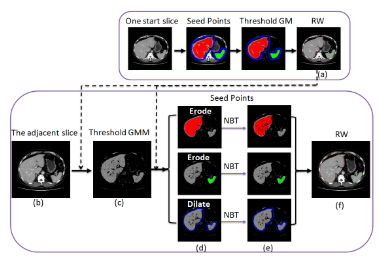 One start slice Seed Points Threshold GM RW
(a)
Seed Points
The adjacent slice Threshold GMM Erode NBT RW
Erode NBT
Dilate NBT
(b) (c) (d) (e) (f)